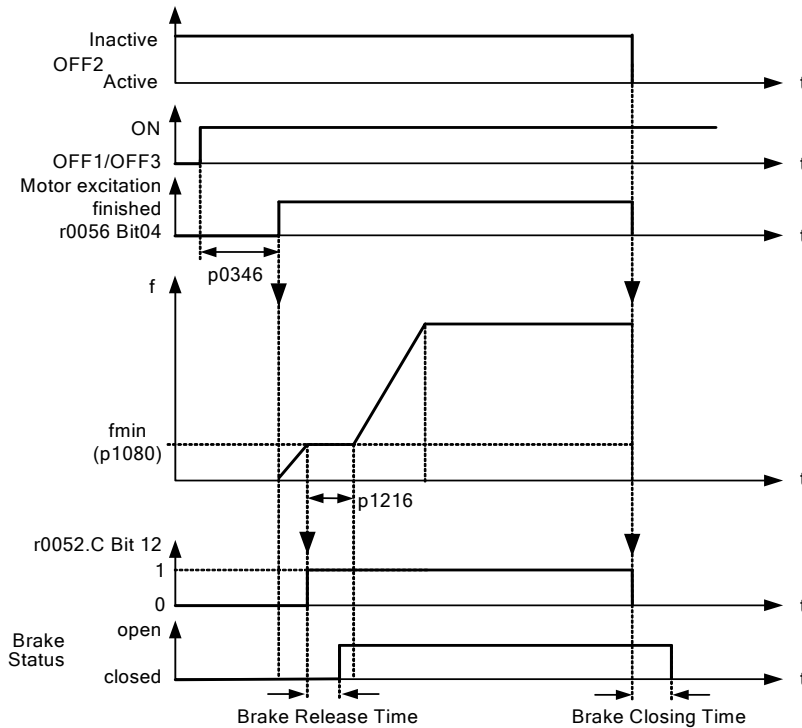 Inactive
OFF2
Active
t
ON
OFF1/OFF3
t
Motor excitation
finished
r0056 Bit04
t
p0346
f
fmin
(p1080)
t
p1216
r0052.C Bit 12
1
0
t
open
Brake
Status
closed
t
Brake Release Time
Brake Closing Time